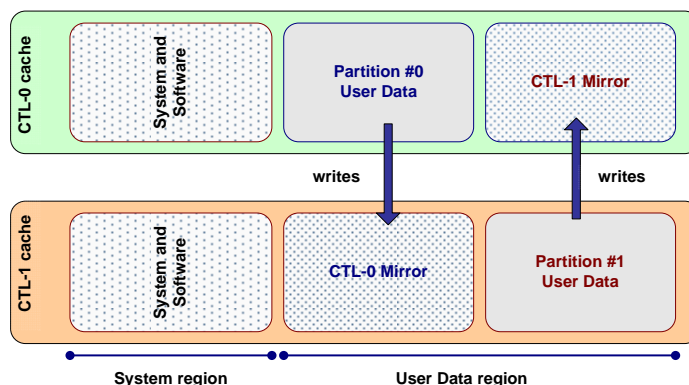 CTL-0 cache
System and
Software
Partition #0
User Data
CTL-1 Mirror
writes
writes
CTL-1 cache
System and
Software
CTL-0 Mirror
Partition #1
User Data
System region
User Data region